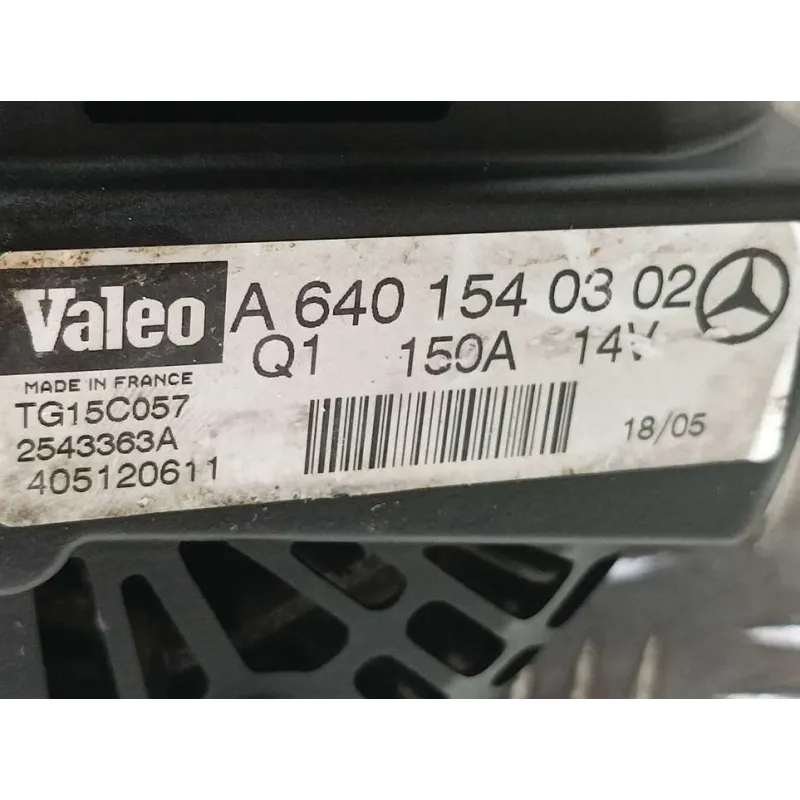 Valeo A 640 154 03 02
MADE IN FRANCE Q1 150A 14V
TG15C057
2543363A 18/05
405120611